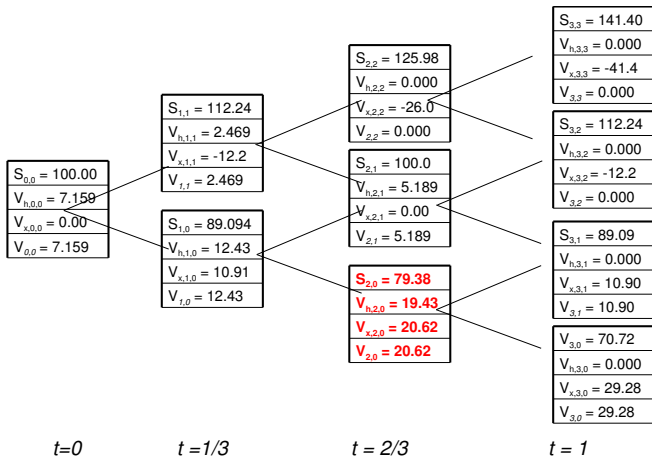 S0,0 = 100.00
Vh,0,0 = 7.159
Vx,0,0 = 0.00
V0,0 = 7.159
S1,1 = 112.24
Vh,1,1 = 2.469
Vx,1,1 = -12.2
V1,1 = 2.469
S1,0 = 89.094
Vh,1,0 = 12.43
Vx,1,0 = 10.91
V1,0 = 12.43
S2,2 = 125.98
Vh,2,2 = 0.000
Vx,2,2 = -26.0
V2,2 = 0.000
S2,1 = 100.0
Vh,2,1 = 5.189
Vx,2,1 = 0.00
V2,1 = 5.189
S2,0 = 79.38
Vh,2,0 = 19.43
Vx,2,0 = 20.62
V2,0 = 20.62
S3,3 = 141.40
Vh,3,3 = 0.000
Vx,3,3 = -41.4
V3,3 = 0.000
S3,2 = 112.24
Vh,3,2 = 0.000
Vx,3,2 = -12.2
V3,2 = 0.000
S3,1 = 89.09
Vh,3,1 = 0.000
Vx,3,1 = 10.90
V3,1 = 10.90
V3,0 = 70.72
Vh,3,0 = 0.000
Vx,3,0 = 29.28
V3,0 = 29.28
t=0
t =1/3
t = 2/3
t = 1